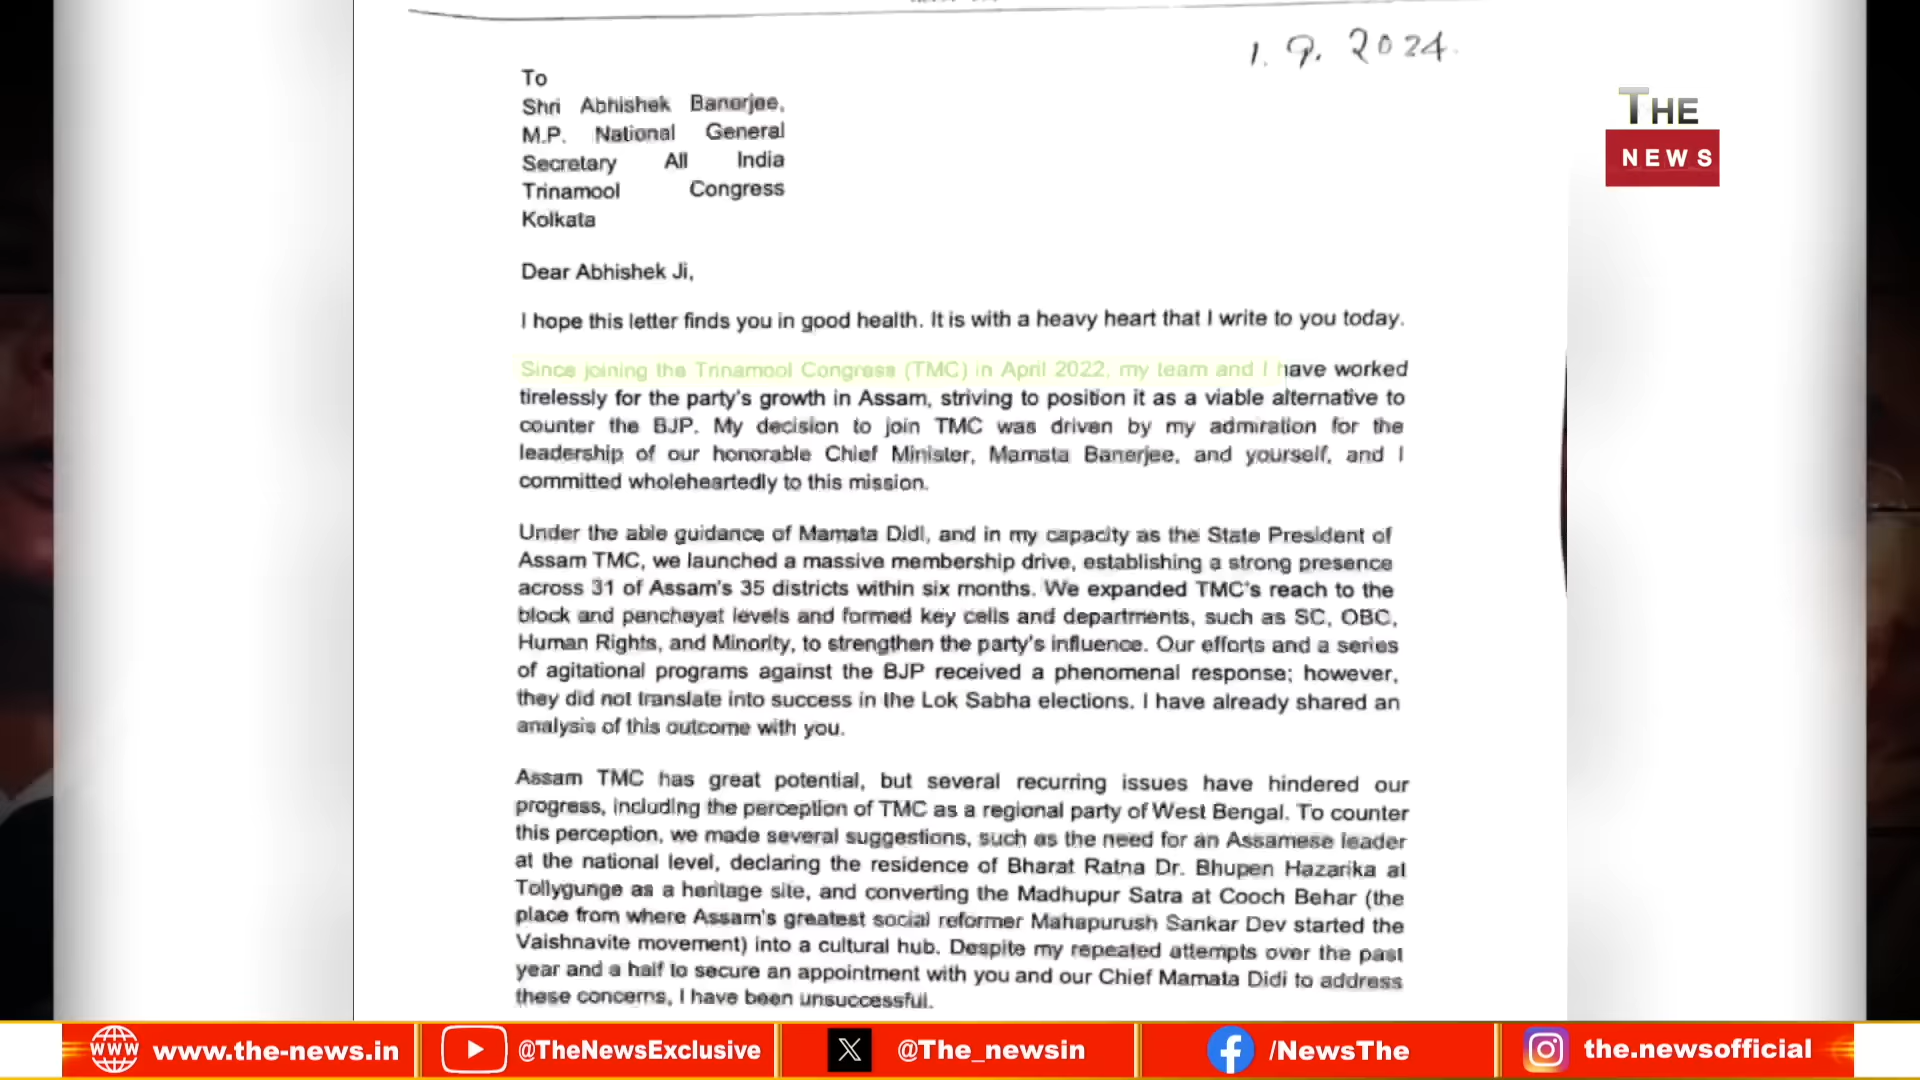 1. 9. 2024.
To
Shri Abhishek Banerjee,
M.P. National General
Secretary All India
Trinamool Congress
Kolkata
THE
NEWS
Dear Abhishek Ji,
I hope this letter finds you in good health. It is with a heavy heart that I write to you today.
Since joining the Trinamool Congress (TMC) in April 2022, my team and I have worked
tirelessly for the party's growth in Assam, striving to position it as a viable alternative to
counter the BJP. My decision to join TMC was driven by my admiration for the
leadership of our honorable Chief Minister, Mamata Banerjee, and yourself, and I
committed wholeheartedly to this mission.
Under the able guidance of Mamata Didi, and in my capacity as the State President of
Assam TMC, we launched a massive membership drive, establishing a strong presence
across 31 of Assam's 35 districts within six months. We expanded TMC's reach to the
block and panchayat levels and formed key cells and departments, such as SC, OBC,
Human Rights, and Minority, to strengthen the party's influence. Our efforts and a series
of agitational programs against the BJP received a phenomenal response; however,
they did not translate into success in the Lok Sabha elections. I have already shared an
analysis of this outcome with you.
Assam TMC has great potential, but several recurring issues have hindered our
progress, including the perception of TMC as a regional party of West Bengal. To counter
this perception, we made several suggestions, such as the need for an Assamese leader
at the national level, declaring the residence of Bharat Ratna Dr. Bhupen Hazarika at
Tollygunge as a heritage site, and converting the Madhupur Satra at Cooch Behar (the
place from where Assam's greatest social reformer Mahapurush Sankar Dev started the
Vaishnavite movement) into a cultural hub. Despite my repeated attempts over the past
year and a half to secure an appointment with you and our Chief Mamata Didi to address
these concerns, I have been unsuccessful.
www.the-news.in
@TheNewsExclusive
@The_newsin
/NewsThe
the.newsofficial